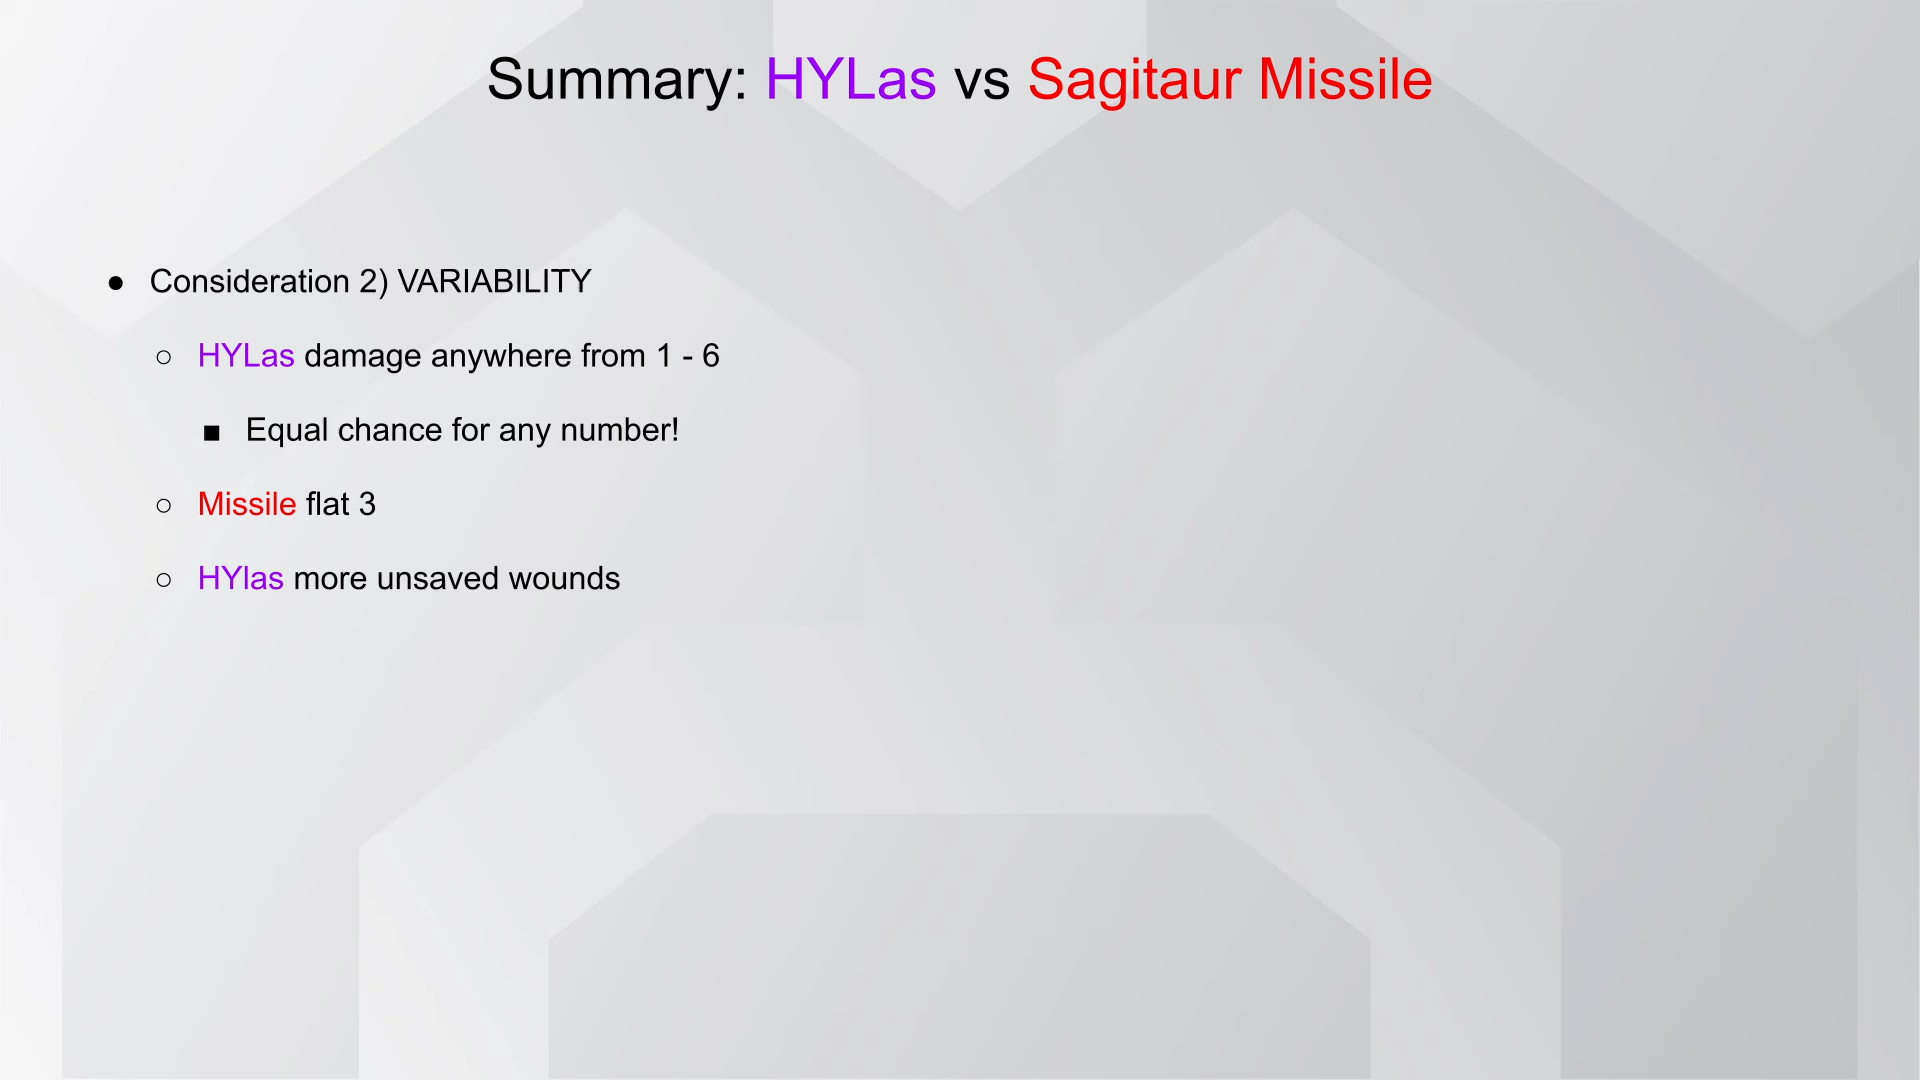 Summary: HYLas vs Sagitaur Missile
● Consideration 2) VARIABILITY
○ HYLas damage anywhere from 1 - 6
■ Equal chance for any number!
○ Missile flat 3
○ HYlas more unsaved wounds